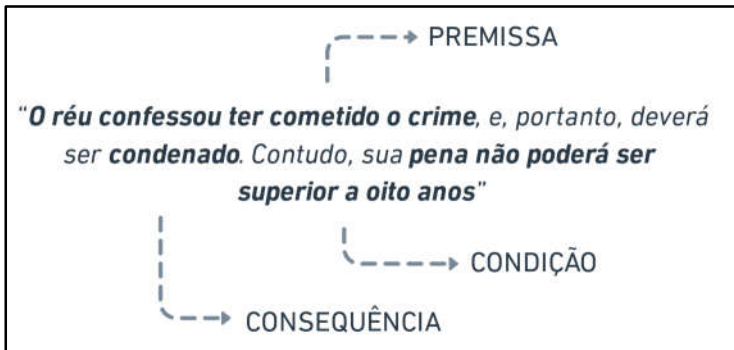 PREMISSA
“O réu confessou ter cometido o crime, e, portanto, deverá
ser condenado. Contudo, sua pena não poderá ser
superior a oito anos”
CONDIÇÃO
CONSEQUÊNCIA